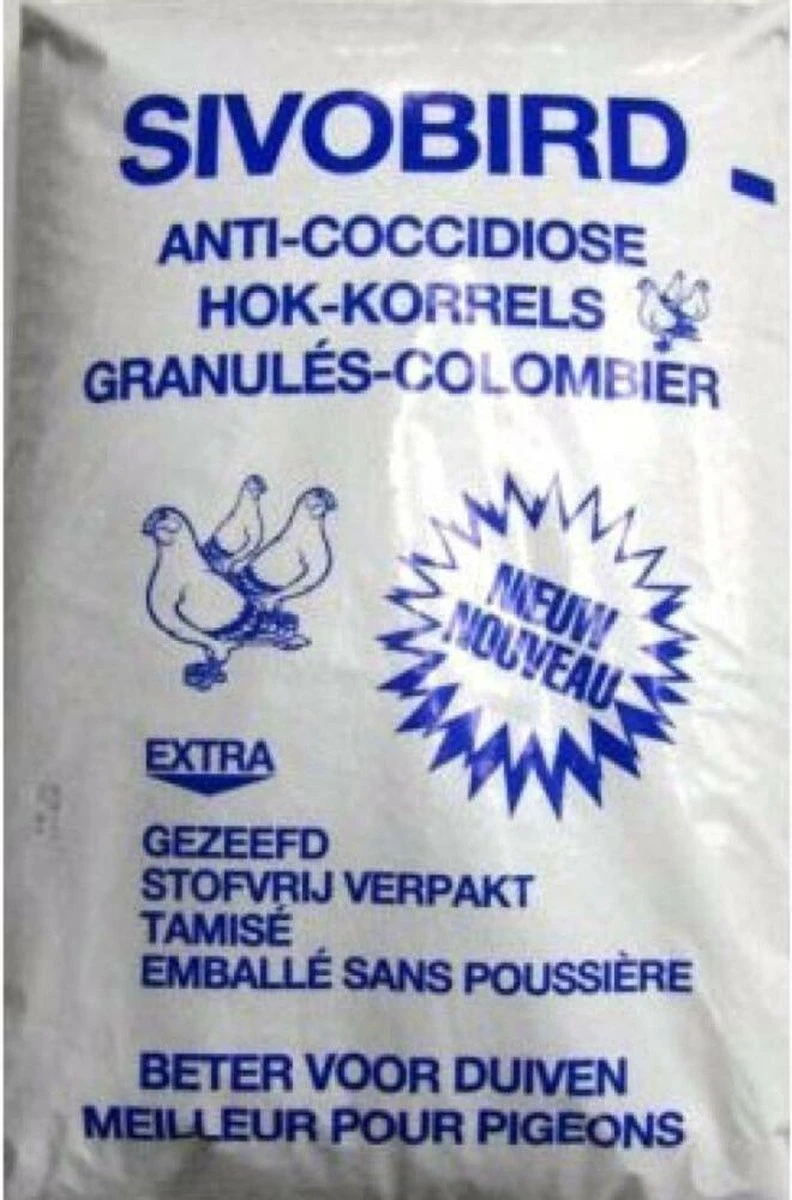 SIVOBIRD -
ANTI-COCCIDIOSE
HOK-KORRELS
GRANULÉS-COLOMBIER
NIEUW
NOUVEAU
EXTRA
GEZEEFD
STOFVRIJ VERPAKT
TAMISÉ
EMBALLÉ SANS POUSSIÈRE
BETER VOOR DUIVEN
MEILLEUR POUR PIGEONS